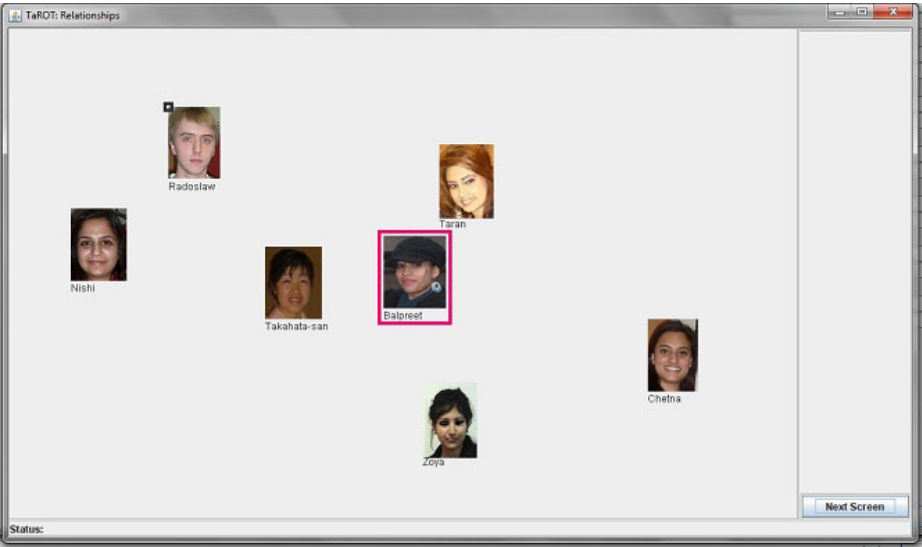 TaROT: Relationships
Radoslaw
Taran
Nishi
Takahata-san
Balpreet
Chetna
Zoya
Next Screen
Status: